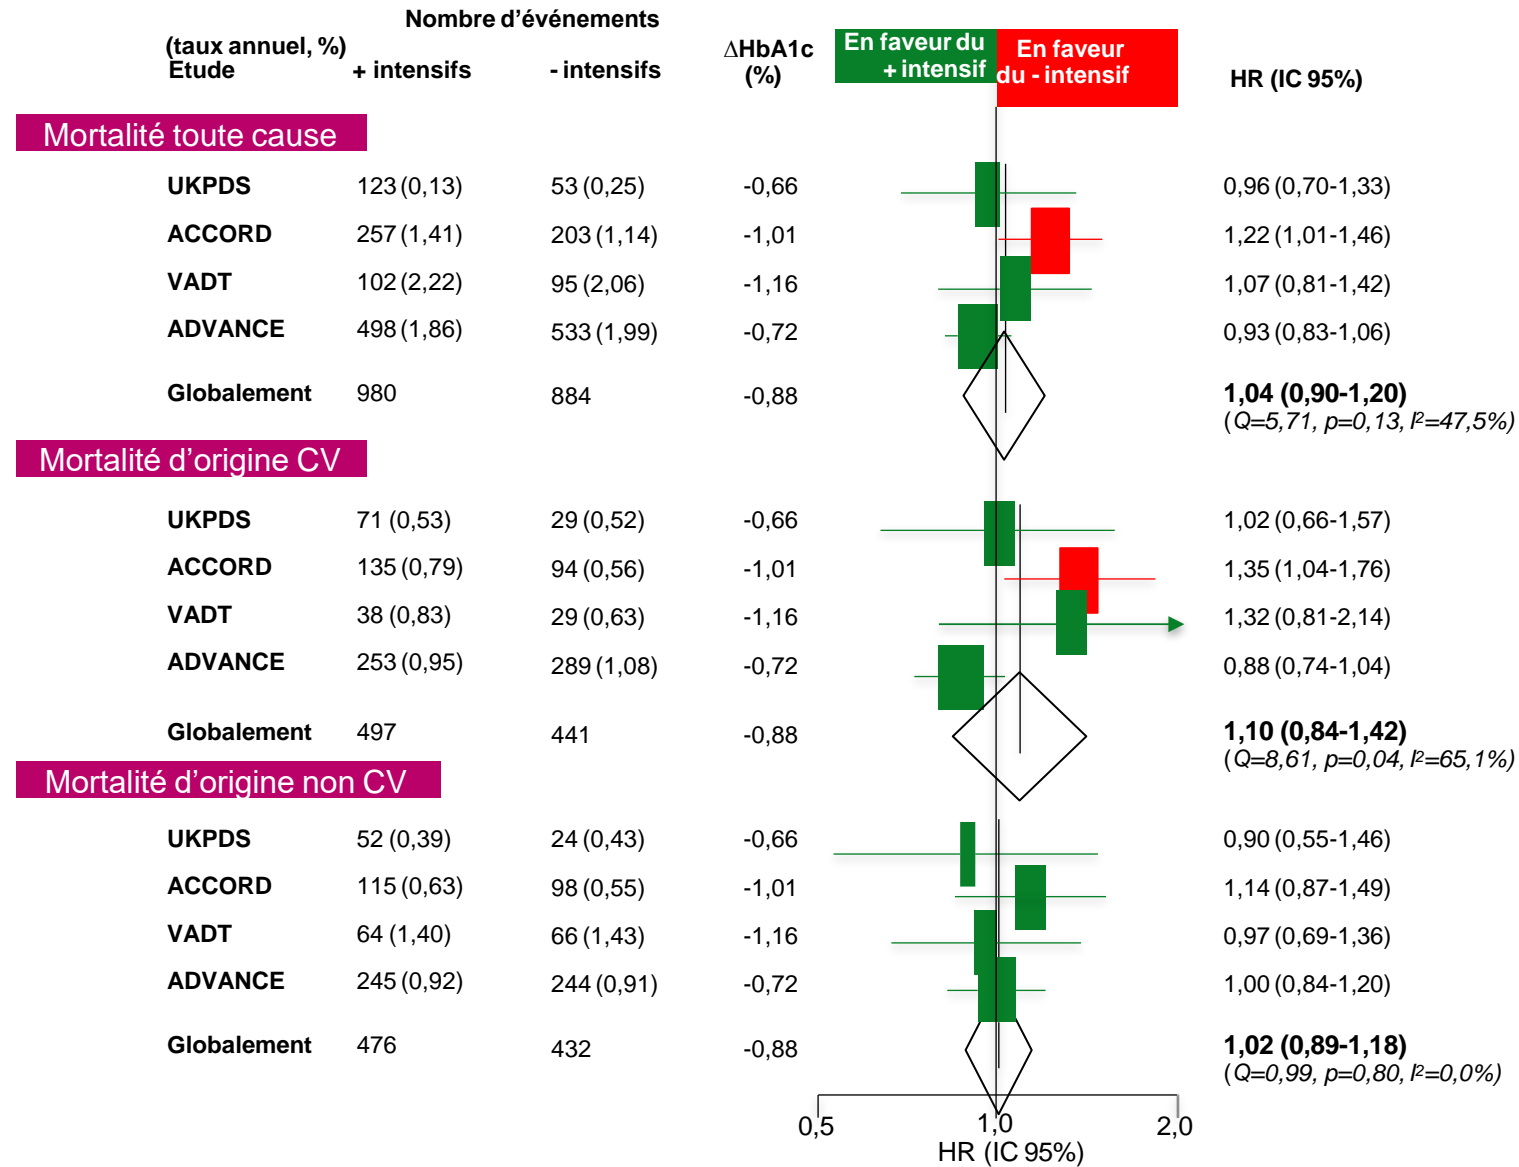 Nombre d'événements
(taux annuel, %)
Etude + intensifs - intensifs ∆HbA1c (%) En faveur du + intensif En faveur du - intensif HR (IC 95%)
Mortalité toute cause
UKPDS 123 (0,13) 53 (0,25) -0,66 0,96 (0,70-1,33)
ACCORD 257 (1,41) 203 (1,14) -1,01 1,22 (1,01-1,46)
VADT 102 (2,22) 95 (2,06) -1,16 1,07 (0,81-1,42)
ADVANCE 498 (1,86) 533 (1,99) -0,72 0,93 (0,83-1,06)
Globalement 980 884 -0,88 1,04 (0,90-1,20)
(Q=5,71, p=0,13, I²=47,5%)
Mortalité d'origine CV
UKPDS 71 (0,53) 29 (0,52) -0,66 1,02 (0,66-1,57)
ACCORD 135 (0,79) 94 (0,56) -1,01 1,35 (1,04-1,76)
VADT 38 (0,83) 29 (0,63) -1,16 1,32 (0,81-2,14)
ADVANCE 253 (0,95) 289 (1,08) -0,72 0,88 (0,74-1,04)
Globalement 497 441 -0,88 1,10 (0,84-1,42)
(Q=8,61, p=0,04, I²=65,1%)
Mortalité d'origine non CV
UKPDS 52 (0,39) 24 (0,43) -0,66 0,90 (0,55-1,46)
ACCORD 115 (0,63) 98 (0,55) -1,01 1,14 (0,87-1,49)
VADT 64 (1,40) 66 (1,43) -1,16 0,97 (0,69-1,36)
ADVANCE 245 (0,92) 244 (0,91) -0,72 1,00 (0,84-1,20)
Globalement 476 432 -0,88 1,02 (0,89-1,18)
(Q=0,99, p=0,80, I²=0,0%)
0,5 1,0 2,0
HR (IC 95%)